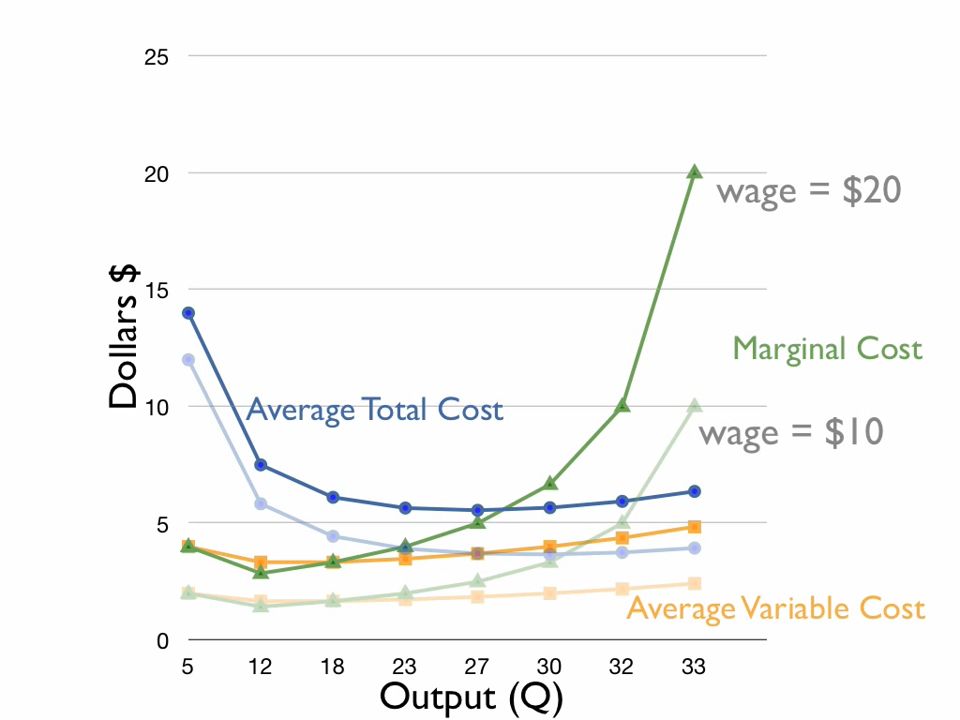 25
20
wage = $20
Dollars $
15
Marginal Cost
10
Average Total Cost
wage = $10
5
Average Variable Cost
0
5 12 18 23 27 30 32 33
Output (Q)